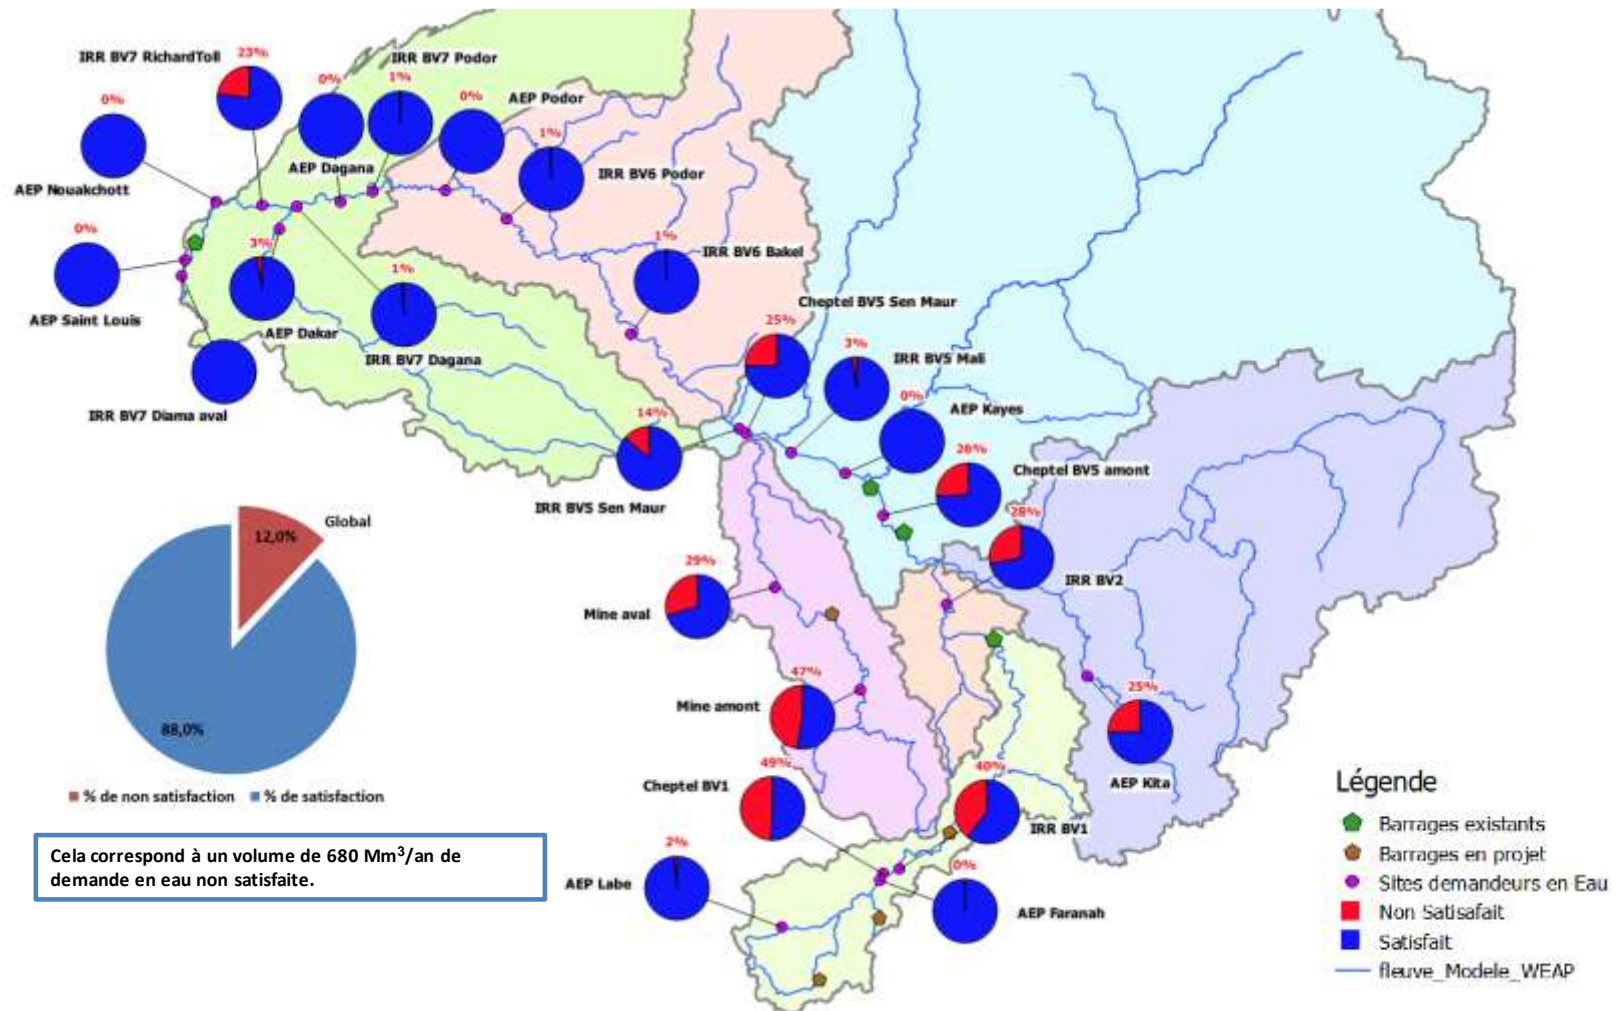 IRR BV7 RichardToll
23%
IRR BV7 Podor
0%
1%
0%
AEP Podor
0%
1%
AEP Dagana
IRR BV6 Podor
AEP Nouakchott
0%
3%
1%
1%
IRR BV6 Bakel
AEP Saint Louis
AEP Dakar
IRR BV7 Dagana
IRR BV7 Diama aval
Cheptel BV5 Sen Maur
25%
3%
IRR BV5 Mali
0%
AEP Kayes
14%
IRR BV5 Sen Maur
26%
Cheptel BV5 amont
28%
IRR BV2
Global
12,0%
88,0%
% de non satisfaction
% de satisfaction
29%
Mine aval
47%
Mine amont
25%
AEP Kita
49%
Cheptel BV1
40%
IRR BV1
2%
AEP Labe
0%
AEP Faranah
Cela correspond à un volume de 680 Mm³/an de
demande en eau non satisfaite.
Légende
Barrages existants
Barrages en projet
Sites demandeurs en Eau
Non Satisafait
Satisfait
fleuve_Modele_WEAP